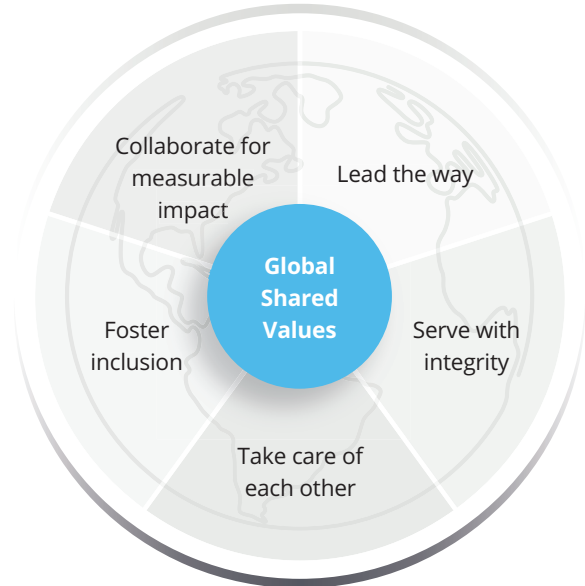 Collaborate for
measurable
impact
Lead the way
Global
Shared
Values
Foster
inclusion
Serve with
integrity
Take care of
each other